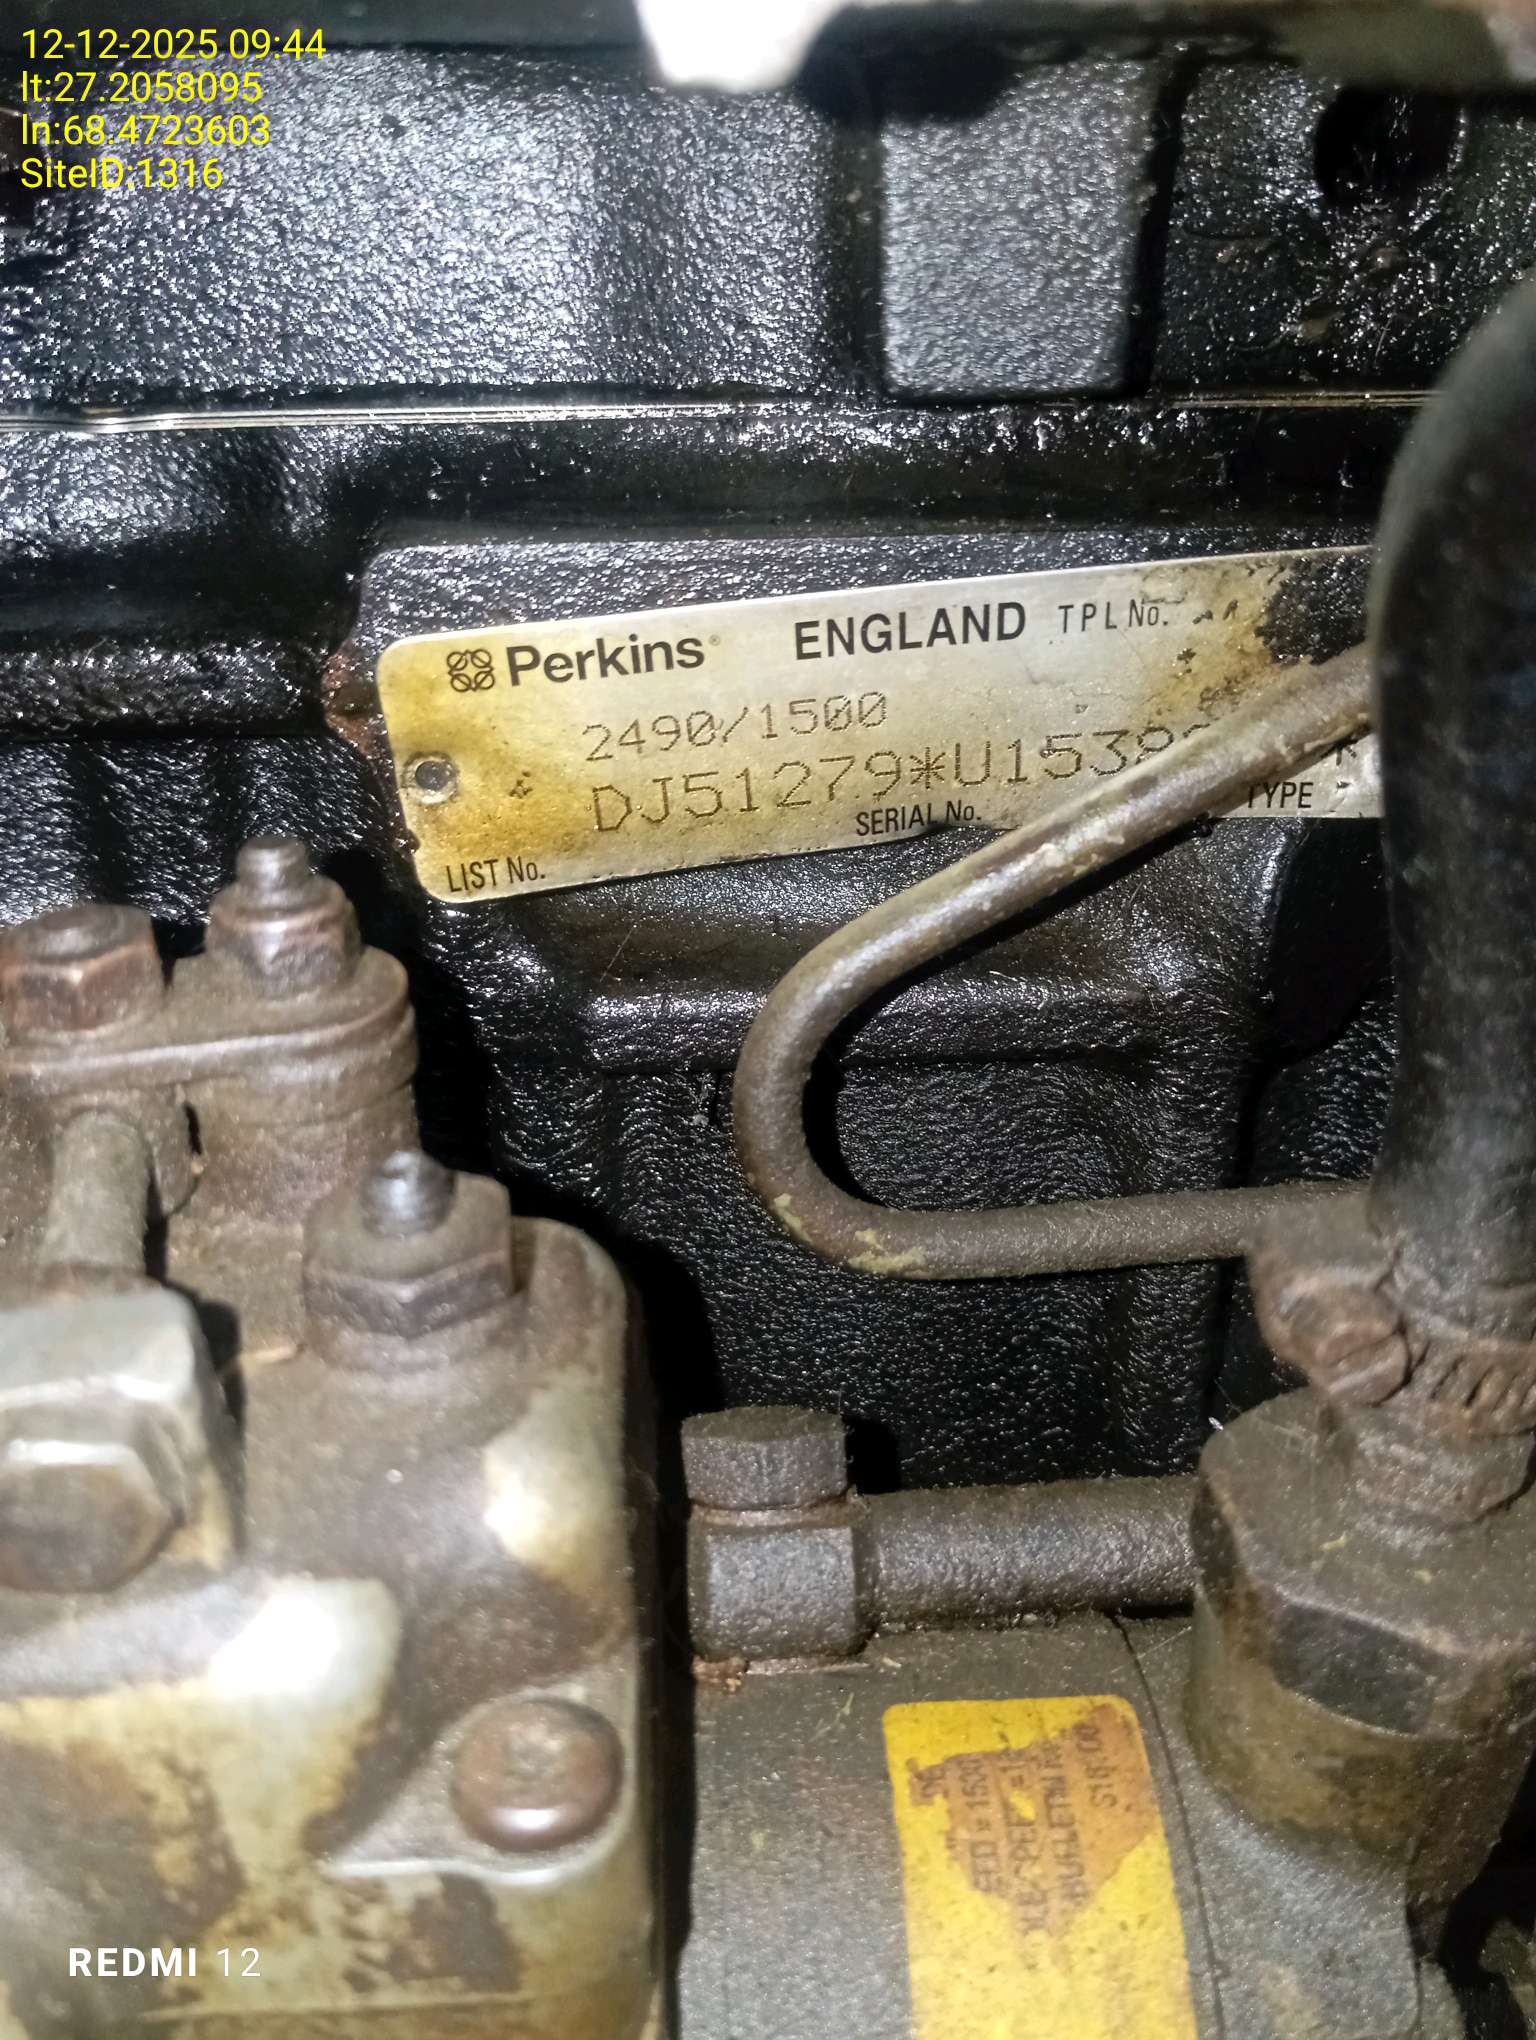 12-12-2025 09:44
lt:27.2058095
ln:68.4723603
SiteID:1316
Perkins® ENGLAND TPL No.
2490/1500
DJ51279*U1538
SERIAL No. TYPE
LIST No.
REDMI 12